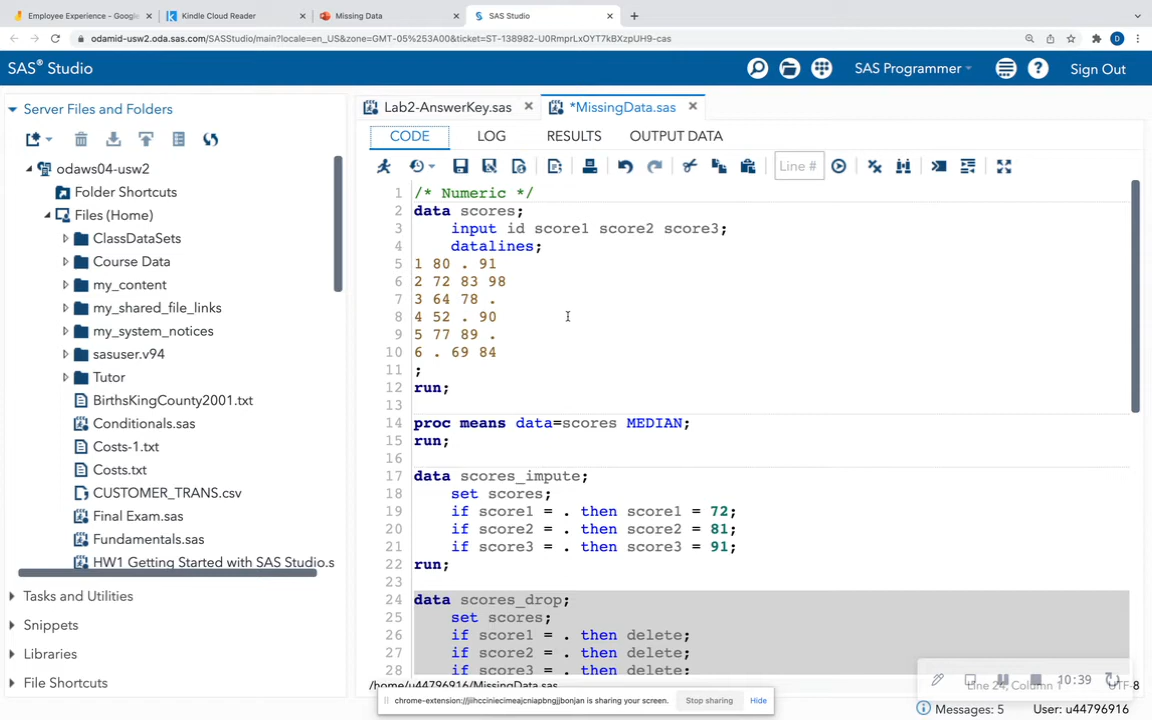 Employee Experience - Google
Kindle Cloud Reader
Missing Data
SAS Studio
odamid-usw2.oda.sas.com/SASStudio/main?locale=en_US&zone=GMT-05%253A00&ticket=ST-138982-U0RmprLxOYT7kBXzpUH9-cas
D
SAS® Studio
SAS Programmer
Sign Out
Server Files and Folders
odaws04-usw2
Folder Shortcuts
Files (Home)
ClassDataSets
Course Data
my_content
my_shared_file_links
my_system_notices
sasuser.v94
Tutor
BirthsKingCounty2001.txt
Conditionals.sas
Costs-1.txt
Costs.txt
CUSTOMER_TRANS.csv
Final Exam.sas
Fundamentals.sas
HW1 Getting Started with SAS Studio.s
Tasks and Utilities
Snippets
Libraries
File Shortcuts
Lab2-AnswerKey.sas
*MissingData.sas
CODE
LOG
RESULTS
OUTPUT DATA
Line #
1 /* Numeric */
2 data scores;
3 input id score1 score2 score3;
4 datalines;
5 1 80 . 91
6 2 72 83 98
7 3 64 78 .
8 4 52 . 90
9 5 77 89 .
10 6 . 69 84
11 ;
12 run;
13
14 proc means data=scores MEDIAN;
15 run;
16
17 data scores_impute;
18 set scores;
19 if score1 = . then score1 = 72;
20 if score2 = . then score2 = 81;
21 if score3 = . then score3 = 91;
22 run;
23
24 data scores_drop;
25 set scores;
26 if score1 = . then delete;
27 if score2 = . then delete;
28 if score3 = . then delete;
/home/u44796916/MissingData.sas
Line 24, Column 1
UTF-8
10:39
chrome-extension://jiihcciniecimeajcniapbngjjbonjan is sharing your screen.
Stop sharing
Hide
Messages: 5
User: u44796916